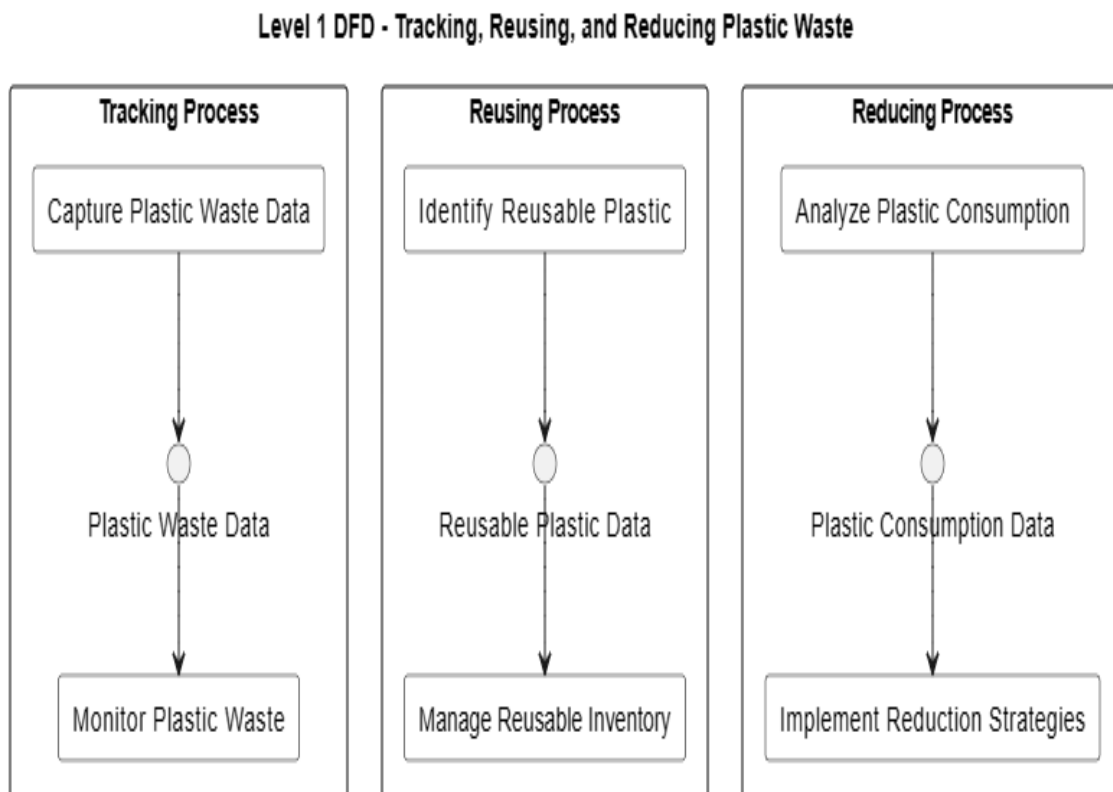 Level 1 DFD - Tracking, Reusing, and Reducing Plastic Waste
Tracking Process
Capture Plastic Waste Data
Plastic Waste Data
Monitor Plastic Waste
Reusing Process
Identify Reusable Plastic
Reusable Plastic Data
Manage Reusable Inventory
Reducing Process
Analyze Plastic Consumption
Plastic Consumption Data
Implement Reduction Strategies